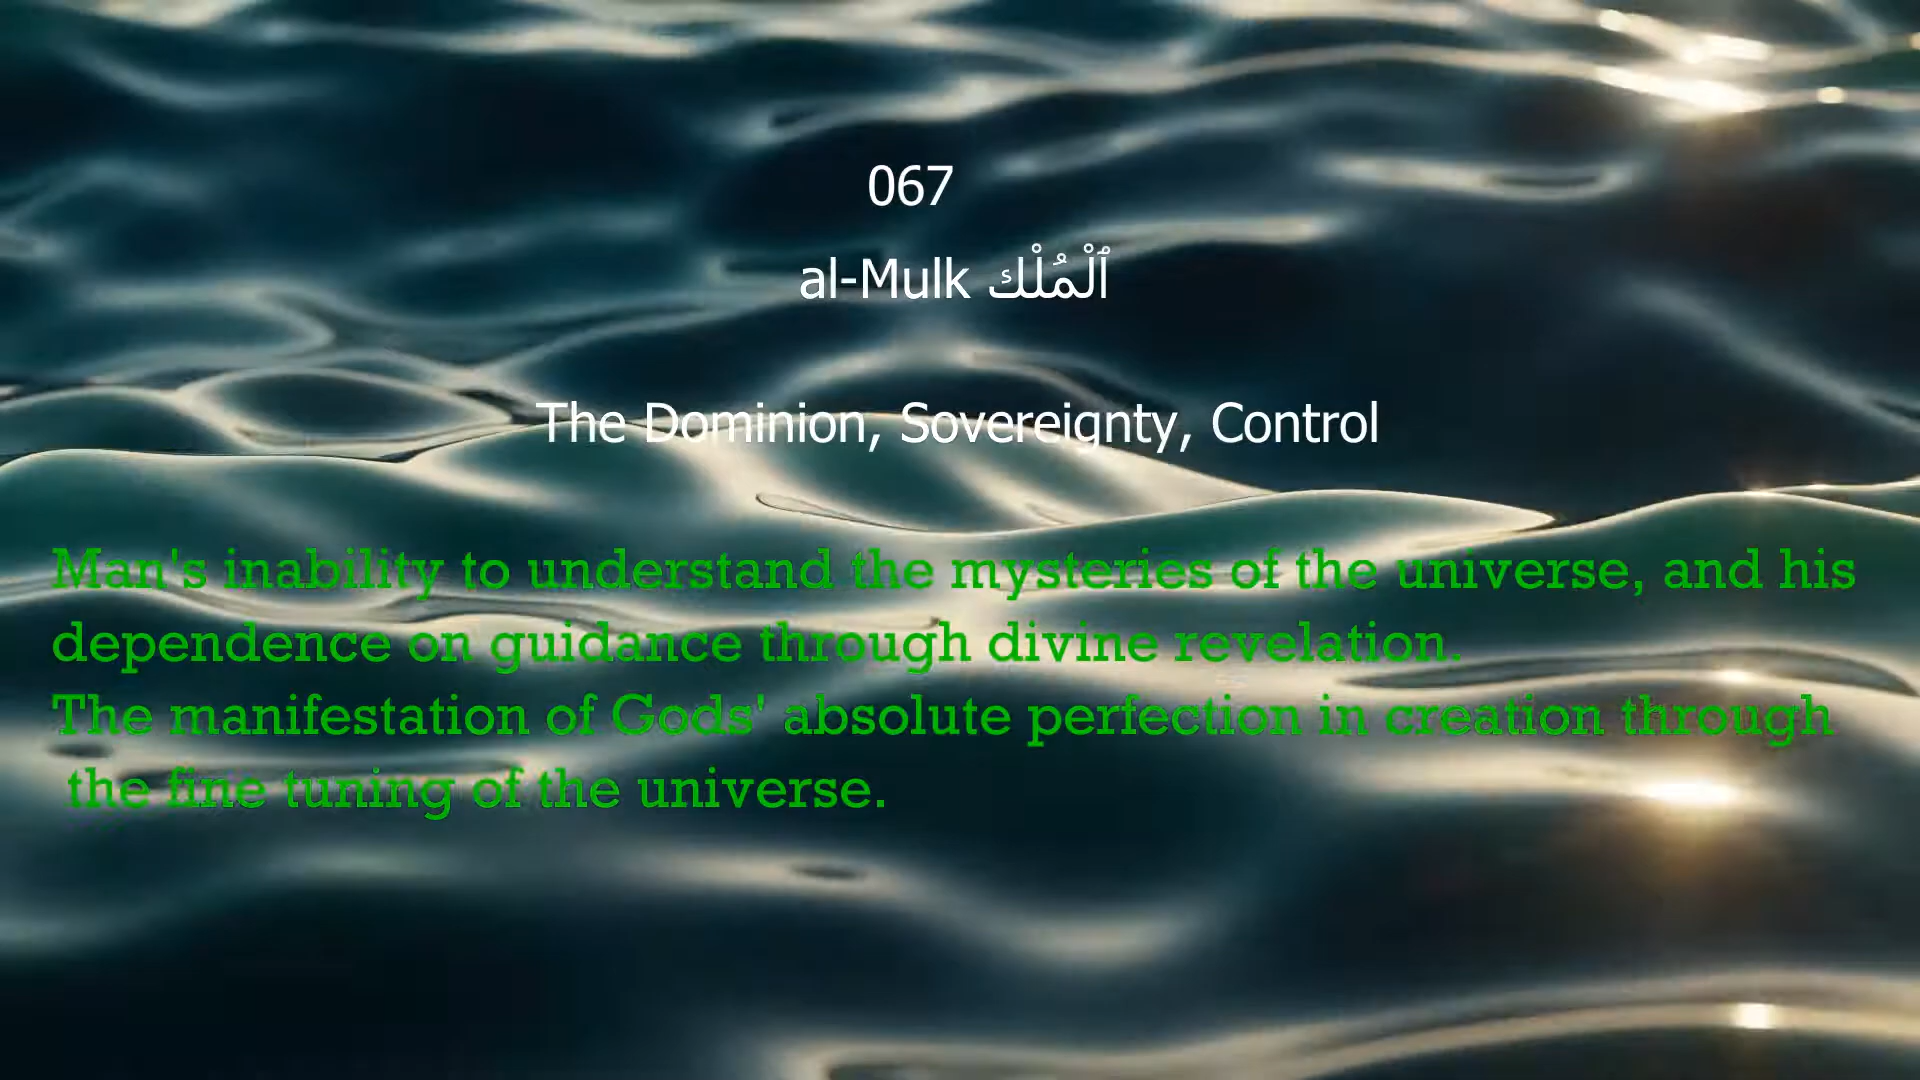 067
al-Mulk ٱلْمُلْك
The Dominion, Sovereignty, Control
Man's inability to understand the mysteries of the universe, and his
dependence on guidance through divine revelation.
The manifestation of Gods' absolute perfection in creation through
the fine tuning of the universe.